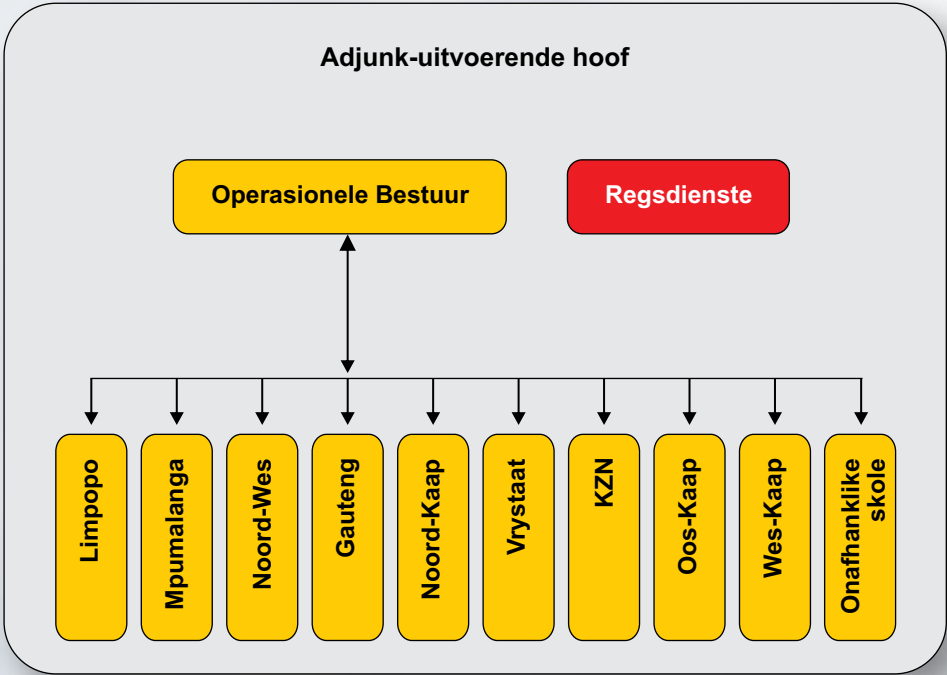 Adjunk-uitvoerende hoof
Operasionele Bestuur
Regsdienste
Limpopo
Mpumalanga
Noord-Wes
Gauteng
Noord-Kaap
Vrystaat
KZN
Oos-Kaap
Wes-Kaap
Onafhanklike
skole